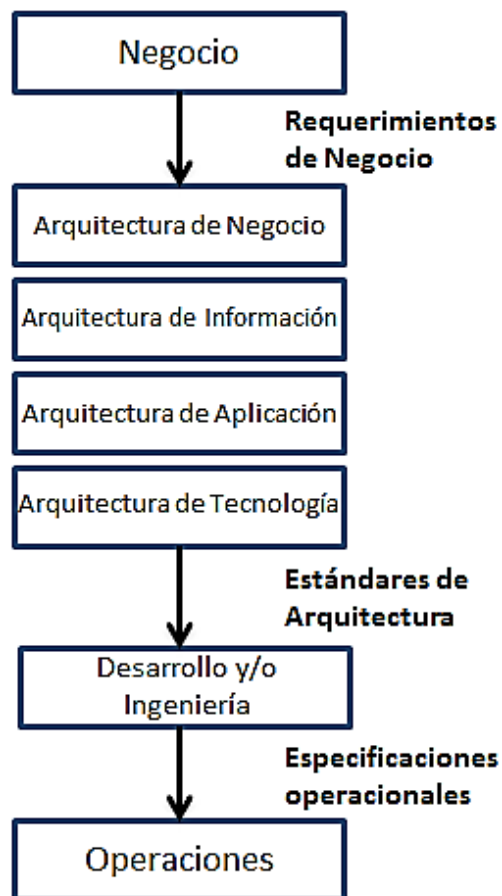 Negocio
Requerimientos
de Negocio
Arquitectura de Negocio
Arquitectura de Información
Arquitectura de Aplicación
Arquitectura de Tecnología
Estándares de
Arquitectura
Desarrollo y/o
Ingeniería
Especificaciones
operacionales
Operaciones